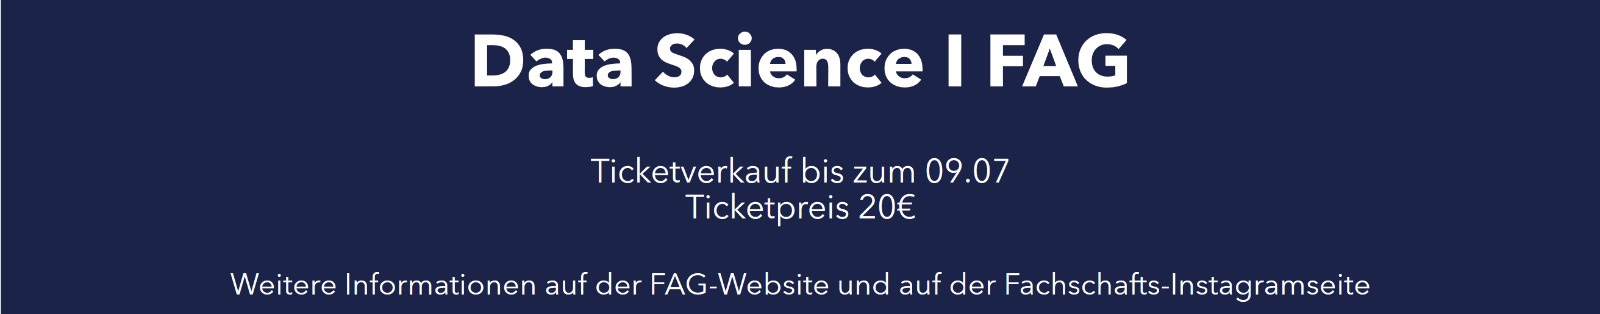 Data Science I FAG
Ticketverkauf bis zum 09.07
Ticketpreis 20€
Weitere Informationen auf der FAG-Website und auf der Fachschafts-Instagramseite